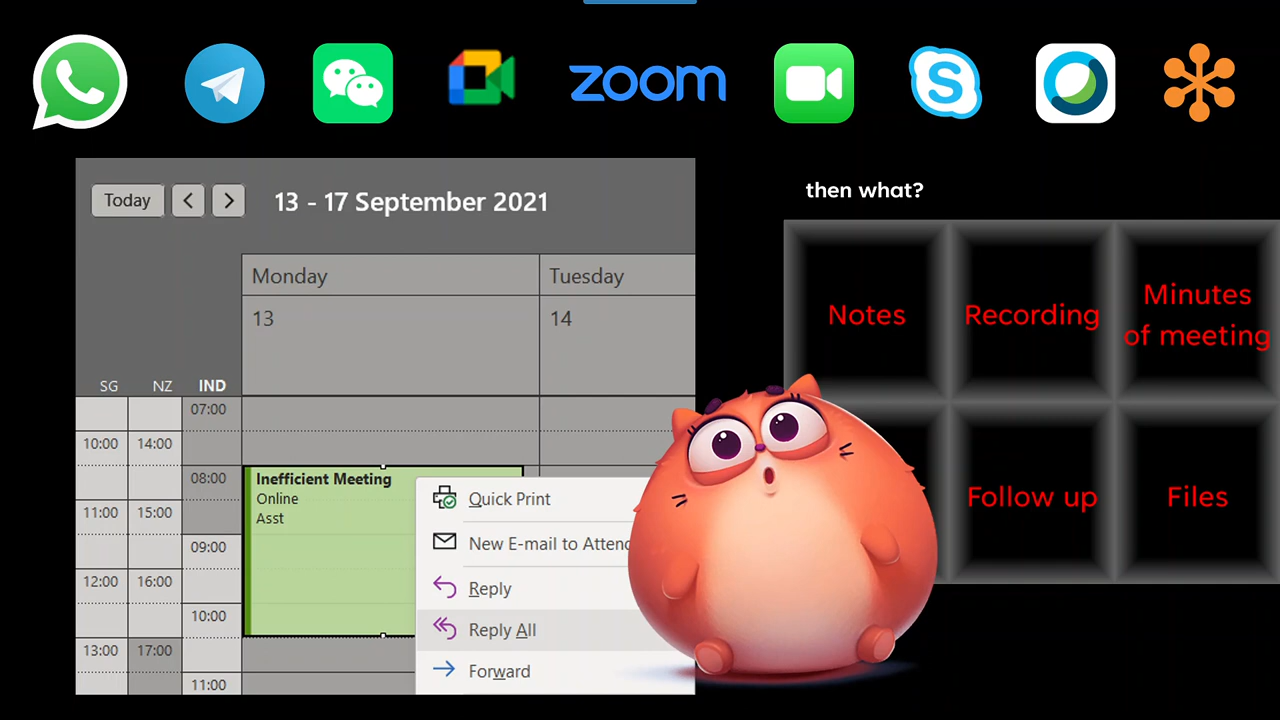 zoom
S
Today
13 - 17 September 2021
then what?
Monday
Tuesday
13
14
Notes
Recording
Minutes
of meeting
SG
NZ
IND
07:00
10:00
14:00
08:00
Inefficient Meeting
Online
Asst
11:00
15:00
09:00
12:00
16:00
10:00
13:00
17:00
11:00
Quick Print
New E-mail to Attend
Reply
Reply All
Forward
Follow up
Files